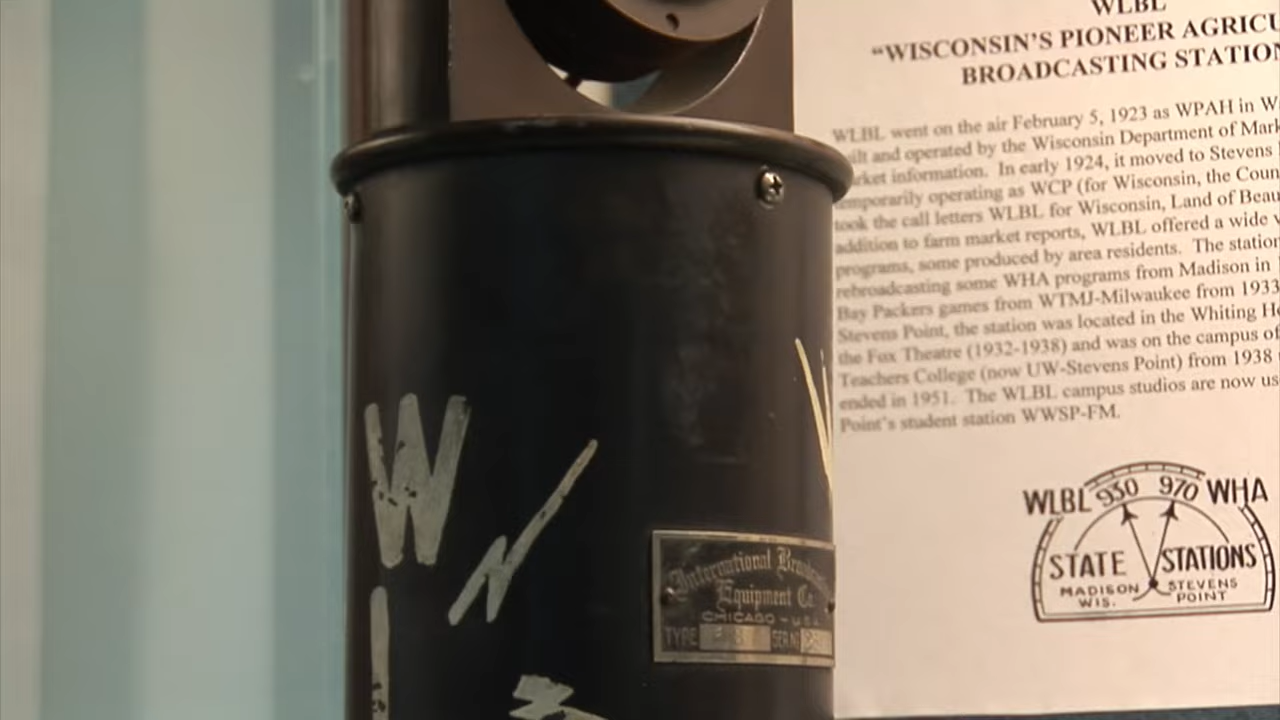 WLBL
"WISCONSIN'S PIONEER AGRICU
BROADCASTING STATION
WLBL went on the air February 5, 1923 as WPAH in W
ilt and operated by the Wisconsin Department of Mark
rket information. In early 1924, it moved to Stevens
emporarily operating as WCP (for Wisconsin, the Coun
took the call letters WLBL for Wisconsin, Land of Beau
addition to farm market reports, WLBL offered a wide v
programs, some produced by area residents. The station
rebroadcasting some WHA programs from Madison in
Bay Packers games from WTMJ-Milwaukee from 1933
Stevens Point, the station was located in the Whiting Ho
the Fox Theatre (1932-1938) and was on the campus of
Teachers College (now UW-Stevens Point) from 1938
ended in 1951. The WLBL campus studios are now us
Point's student station WWSP-FM.
WLBL 930 970 WHA
STATE STATIONS
MADISON WIS. STEVENS POINT
W
L
International Broadcasting
Equipment Co
CHICAGO - U.S.A.
TYPE SER Nº